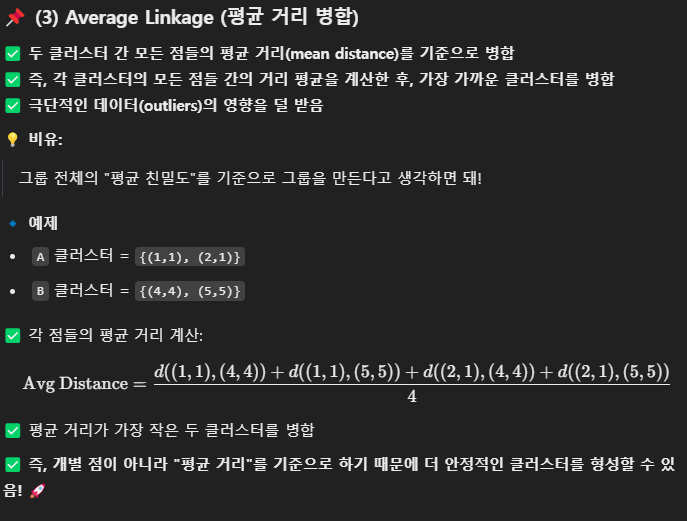 📌 (3) Average Linkage (평균 거리 병합)
✅ 두 클러스터 간 모든 점들의 평균 거리(mean distance)를 기준으로 병합
✅ 즉, 각 클러스터의 모든 점들 간의 거리 평균을 계산한 후, 가장 가까운 클러스터를 병합
✅ 극단적인 데이터(outliers)의 영향을 덜 받음
💡 비유:
그룹 전체의 "평균 친밀도"를 기준으로 그룹을 만든다고 생각하면 돼!
🔹 예제
• A 클러스터 = {(1,1), (2,1)}
• B 클러스터 = {(4,4), (5,5)}
✅ 각 점들의 평균 거리 계산:
Avg Distance = d((1,1),(4,4)) + d((1,1),(5,5)) + d((2,1),(4,4)) + d((2,1),(5,5))
4
✅ 평균 거리가 가장 작은 두 클러스터를 병합
✅ 즉, 개별 점이 아니라 "평균 거리"를 기준으로 하기 때문에 더 안정적인 클러스터를 형성할 수 있
음! 🚀